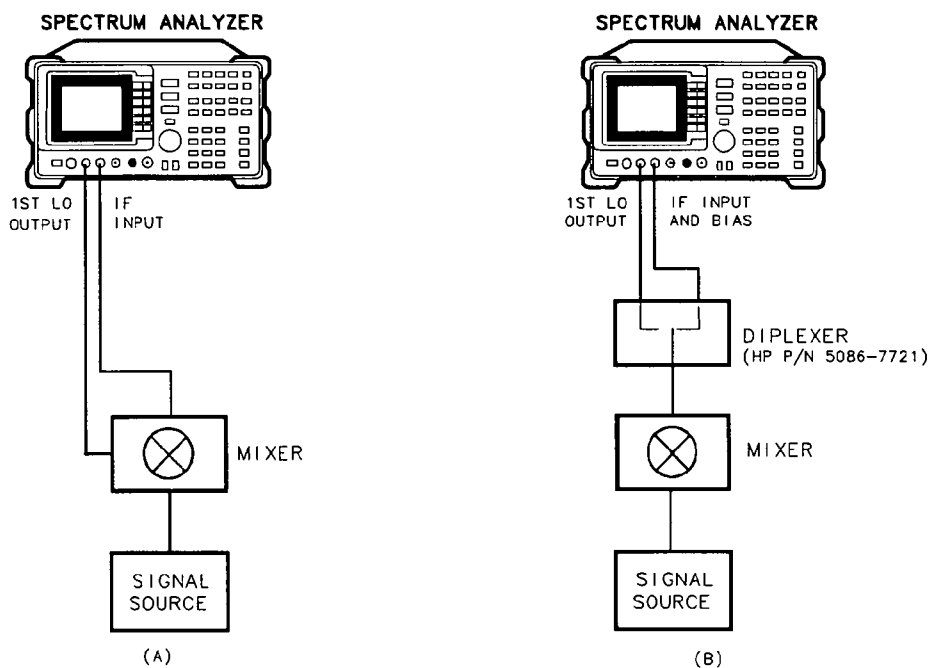 SPECTRUM ANALYZER
1ST LO
OUTPUT
IF
INPUT
MIXER
SIGNAL
SOURCE
(A)
SPECTRUM ANALYZER
1ST LO
OUTPUT
IF INPUT
AND BIAS
DIPLEXER
(HP P/N 5086-7721)
MIXER
SIGNAL
SOURCE
(B)